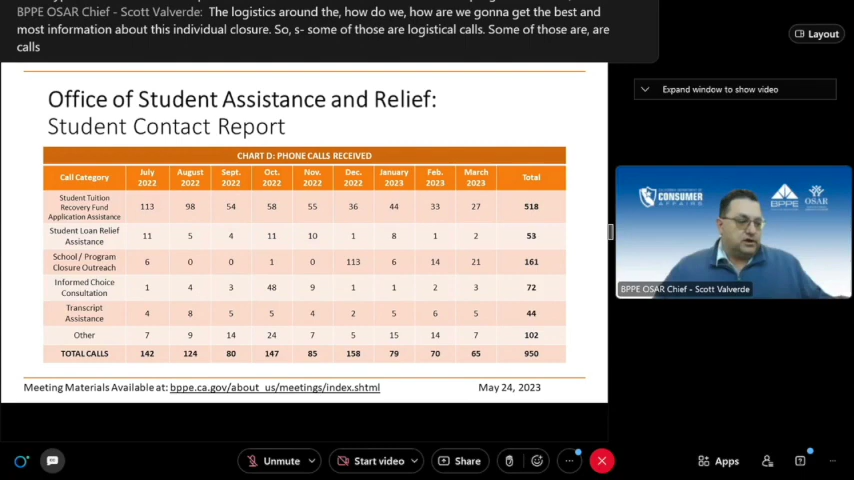 BPPE OSAR Chief - Scott Valverde: The logistics around the, how do we, how are we gonna get the best and
most information about this individual closure. So, s- some of those are logistical calls. Some of those are, are
calls
Layout
Expand window to show video
Office of Student Assistance and Relief:
Student Contact Report
CHART D: PHONE CALLS RECEIVED
Call Category July 2022 August 2022 Sept. 2022 Oct. 2022 Nov. 2022 Dec. 2022 January 2023 Feb. 2023 March 2023 Total
Student Tuition
Recovery Fund
Application Assistance 113 98 54 58 55 36 44 33 27 518
Student Loan Relief
Assistance 11 5 4 11 10 1 8 1 2 53
School / Program
Closure Outreach 6 0 0 1 0 113 6 14 21 161
Informed Choice
Consultation 1 4 3 48 9 1 1 2 3 72
Transcript
Assistance 4 8 5 5 4 2 5 6 5 44
Other 7 9 14 24 7 5 15 14 7 102
TOTAL CALLS 142 124 80 147 85 158 79 70 65 950
Meeting Materials Available at: bppe.ca.gov/about_us/meetings/index.shtml May 24, 2023
CONSUMER
AFFAIRS
BPPE
OSAR
BPPE OSAR Chief - Scott Valverde
Unmute
Start video
Share
Apps